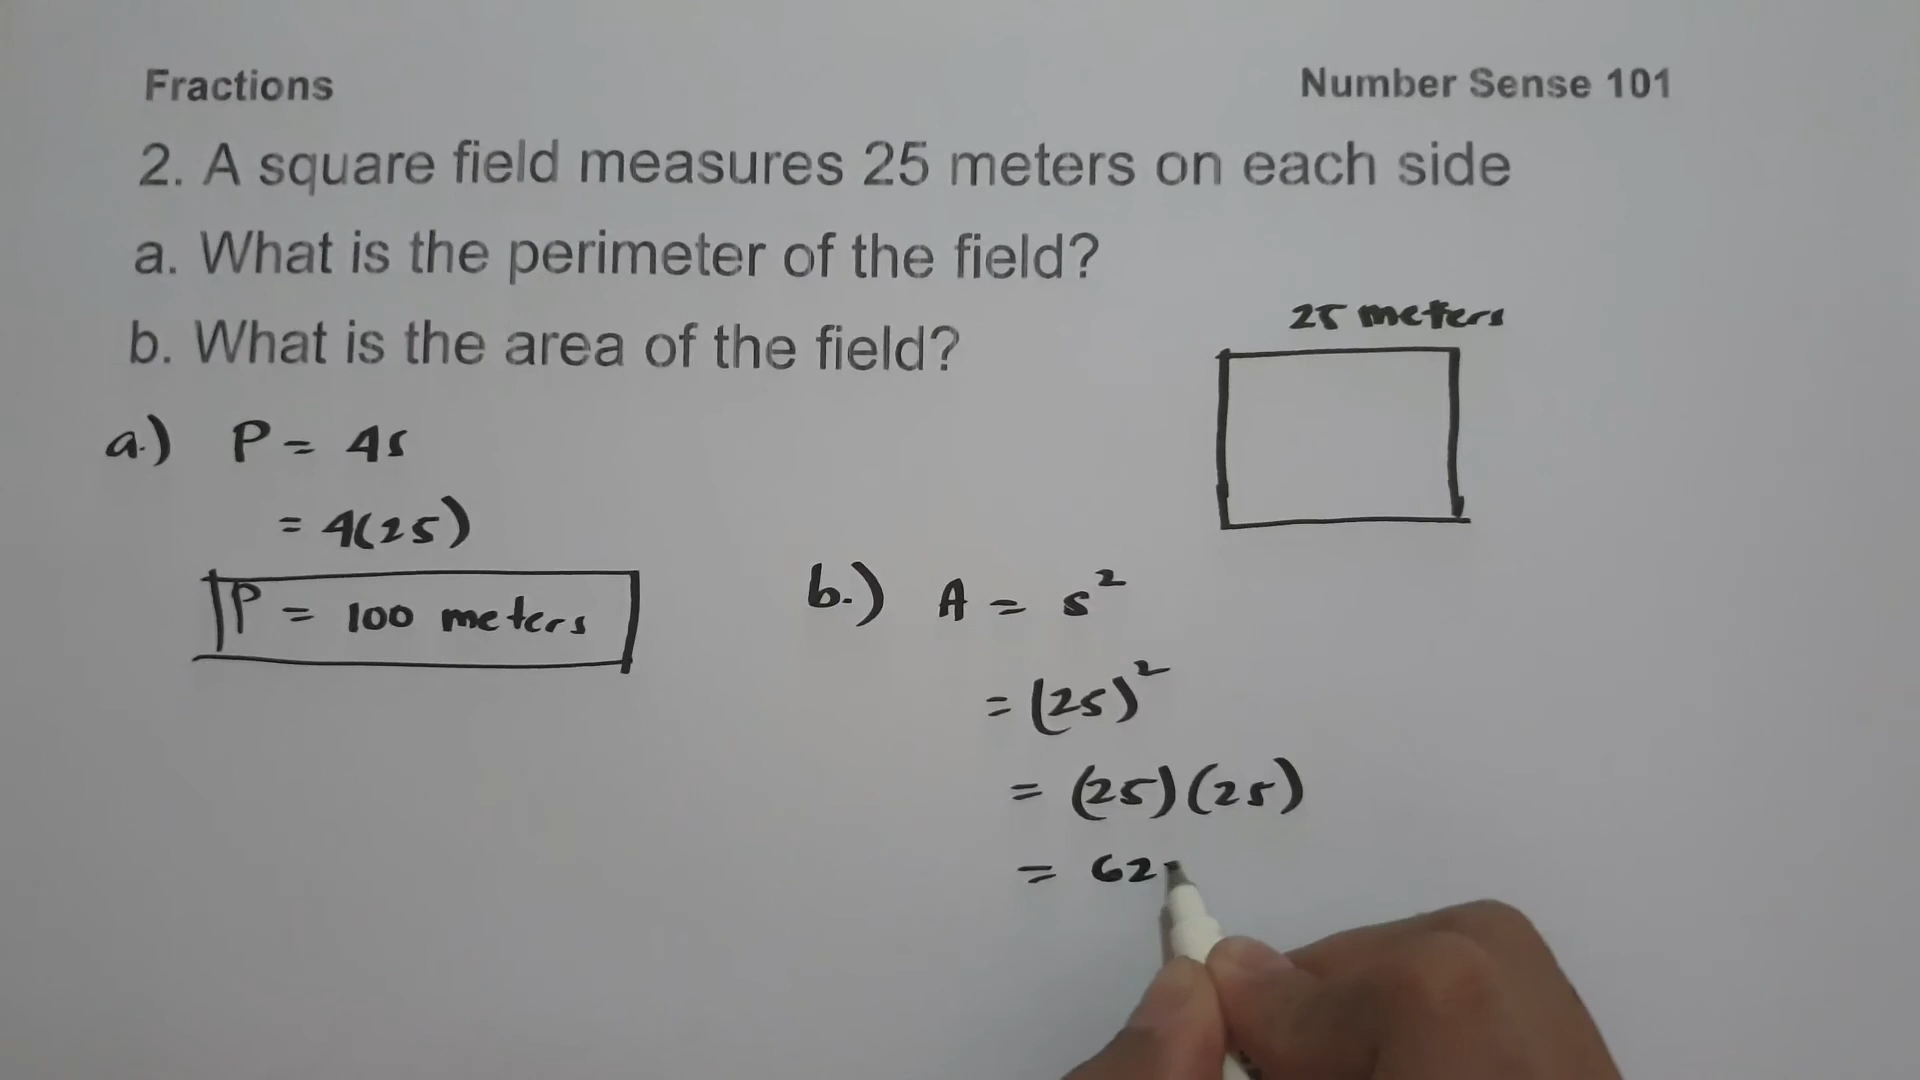 Fractions
Number Sense 101
2. A square field measures 25 meters on each side
a. What is the perimeter of the field?
b. What is the area of the field?
25 meters
a.) P = 4s
= 4(25)
P = 100 meters
b.) A = s²
= (25)²
= (25)(25)
= 62